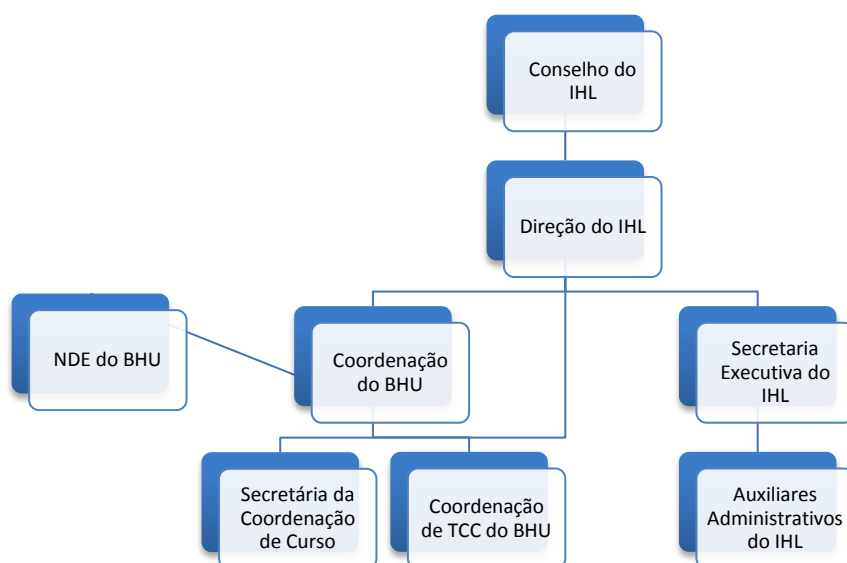 Conselho do
IHL
Direção do IHL
NDE do BHU
Coordenação
do BHU
Secretaria
Executiva do
IHL
Secretária da
Coordenação
de Curso
Coordenação
de TCC do BHU
Auxiliares
Administrativos
do IHL